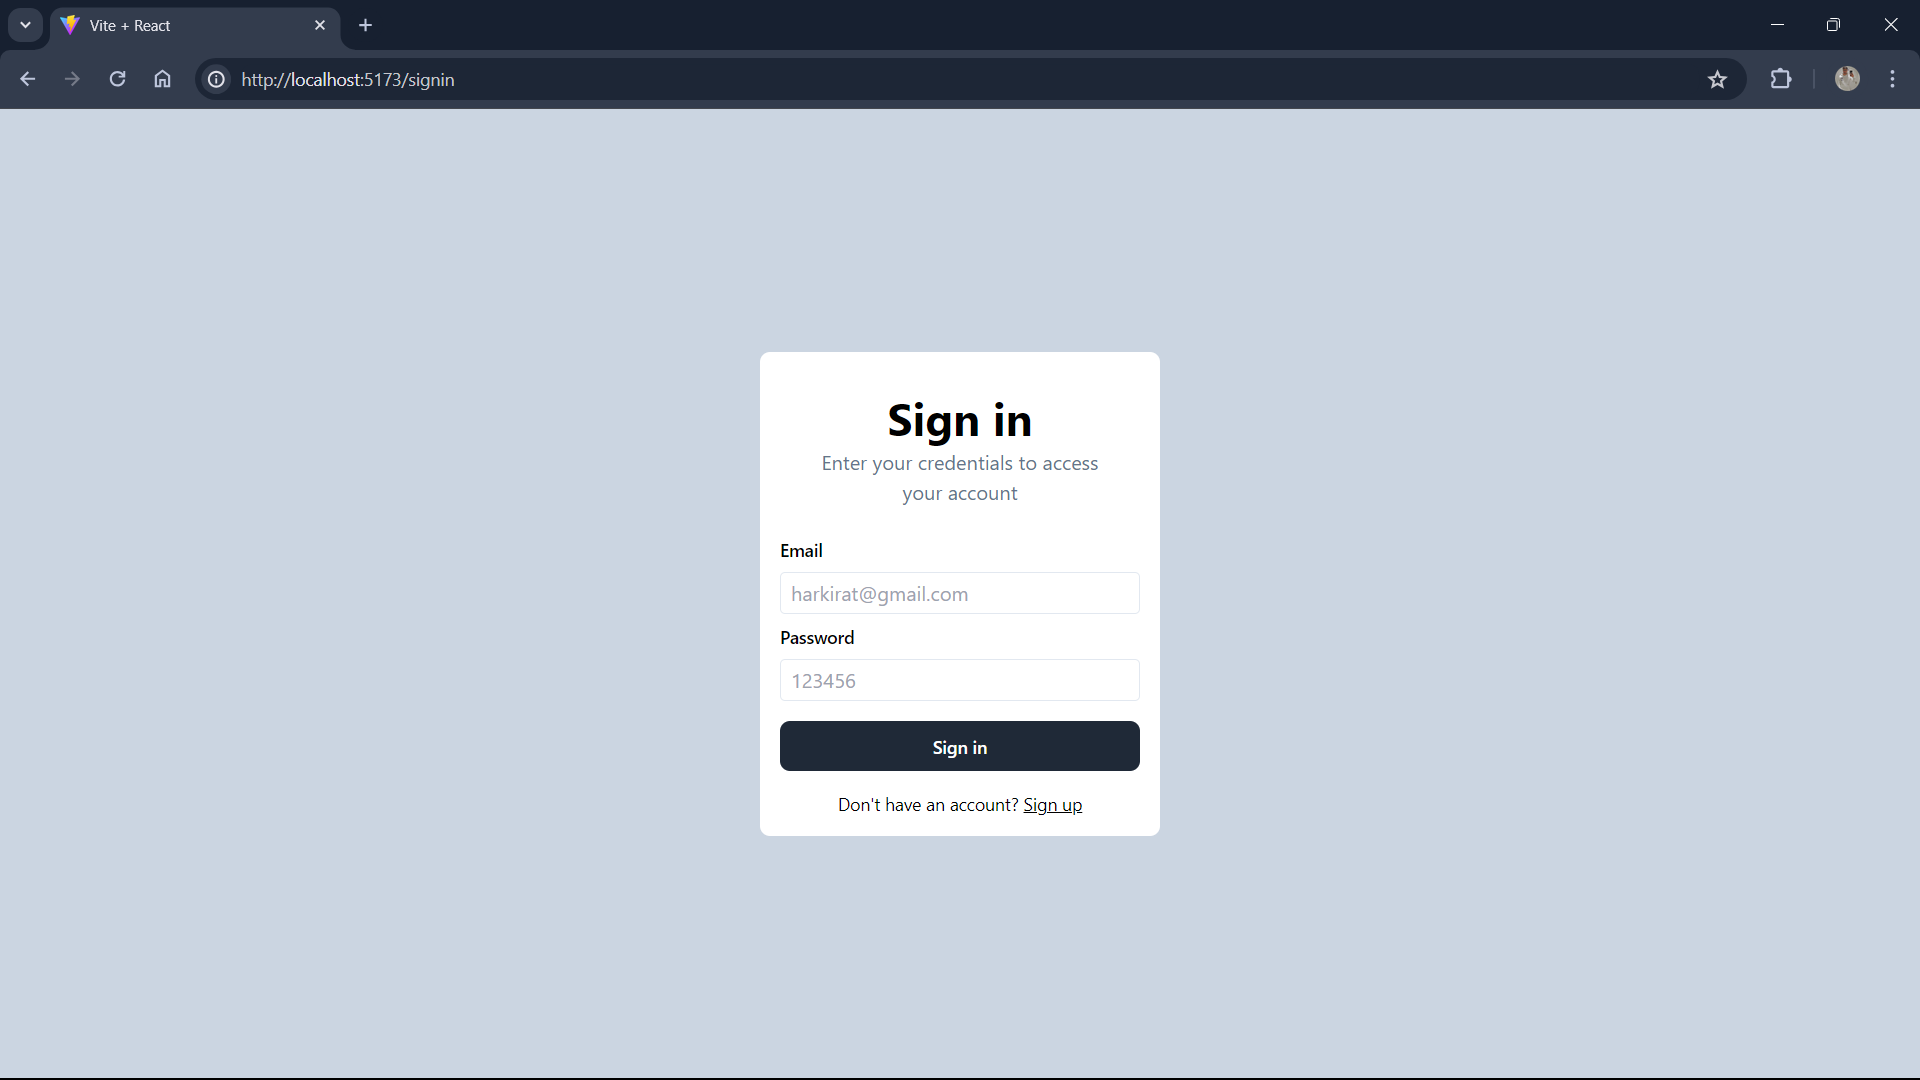 Vite + React
http://localhost:5173/signin
Sign in
Enter your credentials to access
your account
Email
harkirat@gmail.com
Password
123456
Sign in
Don't have an account? Sign up